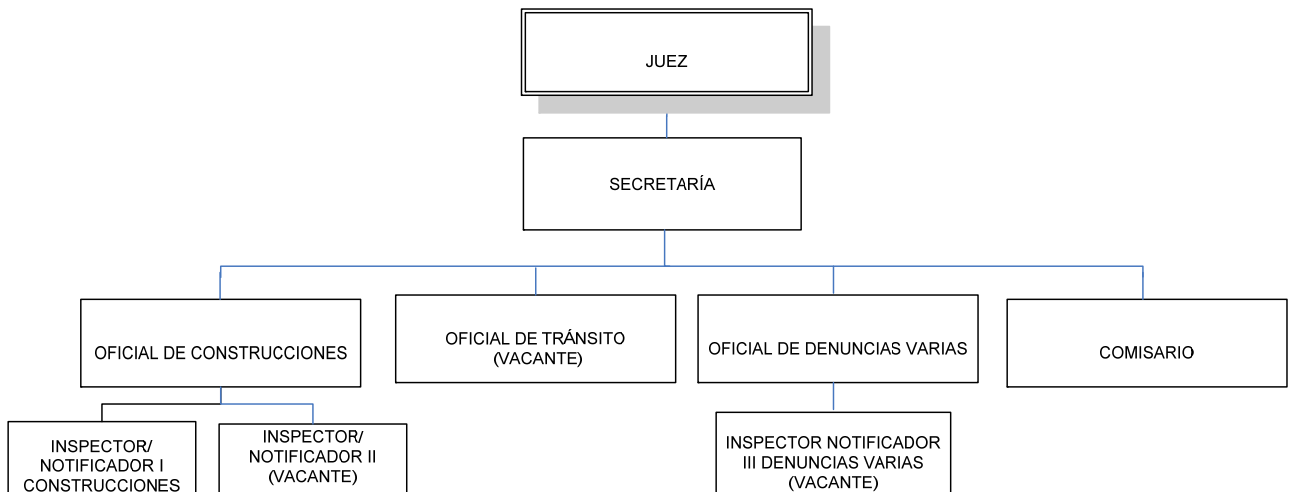 JUEZ
SECRETARÍA
OFICIAL DE CONSTRUCCIONES
OFICIAL DE TRÁNSITO
(VACANTE)
OFICIAL DE DENUNCIAS VARIAS
COMISARIO
INSPECTOR/
NOTIFICADOR I
CONSTRUCCIONES
INSPECTOR/
NOTIFICADOR II
(VACANTE)
INSPECTOR NOTIFICADOR
III DENUNCIAS VARIAS
(VACANTE)